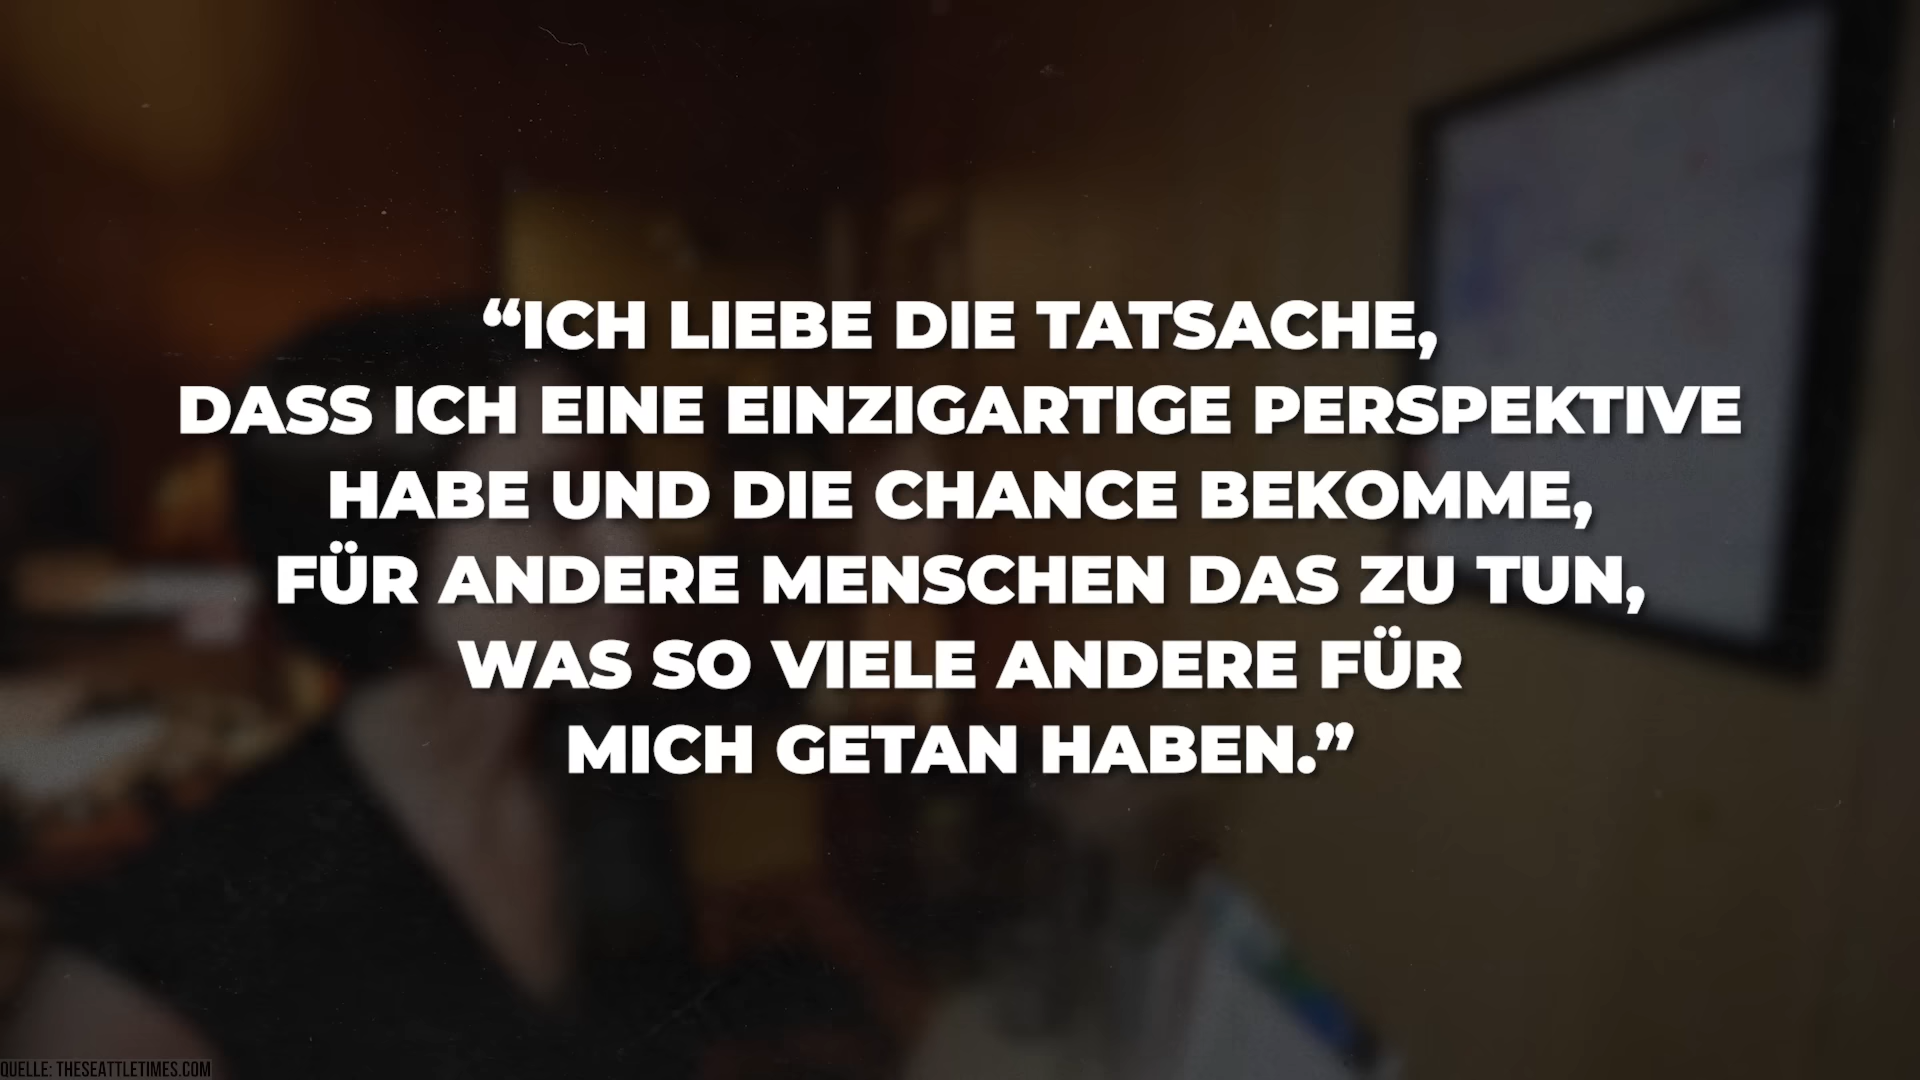 “ICH LIEBE DIE TATSACHE,
DASS ICH EINE EINZIGARTIGE PERSPEKTIVE
HABE UND DIE CHANCE BEKOMME,
FÜR ANDERE MENSCHEN DAS ZU TUN,
WAS SO VIELE ANDERE FÜR
MICH GETAN HABEN.”
QUELLE: THESEATTLETIMES.COM